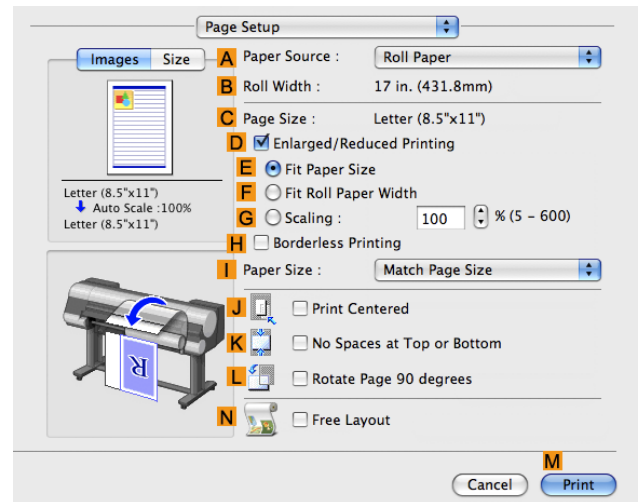 Page Setup
Images Size
A Paper Source : Roll Paper
B Roll Width : 17 in. (431.8mm)
C Page Size : Letter (8.5"x11")
D Enlarged/Reduced Printing
E Fit Paper Size
F Fit Roll Paper Width
G Scaling : 100 % (5 - 600)
H Borderless Printing
Letter (8.5"x11")
Auto Scale :100%
Letter (8.5"x11")
I Paper Size : Match Page Size
J Print Centered
K No Spaces at Top or Bottom
L Rotate Page 90 degrees
N Free Layout
R
M
Cancel Print